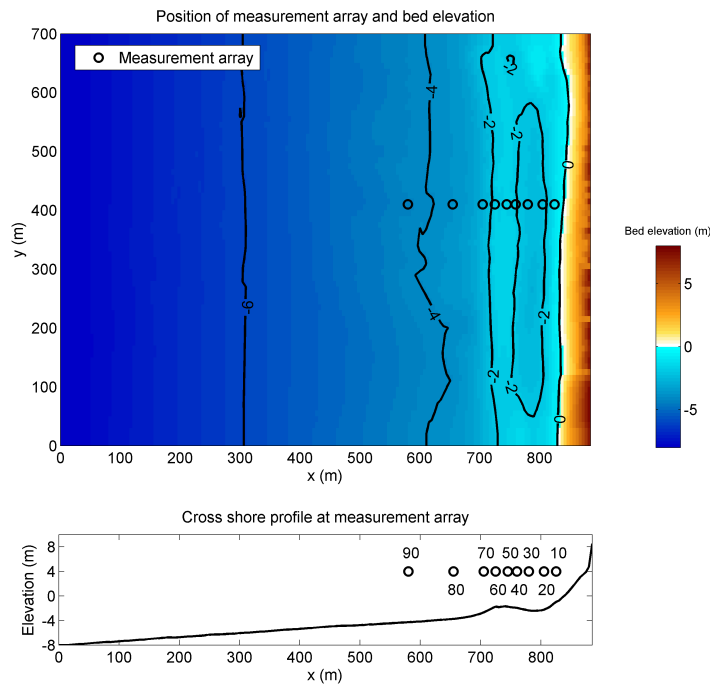 Position of measurement array and bed elevation
700
600
500
400
300
200
100
0
y (m)
Measurement array
-6
-4
-4
-2
-2
-2
-2
-2
-2
0
0
0 100 200 300 400 500 600 700 800
x (m)
Bed elevation (m)
5
0
-5
Cross shore profile at measurement array
8
4
0
-4
-8
Elevation (m)
90 70 50 30 10
80 60 40 20
0 100 200 300 400 500 600 700 800
x (m)